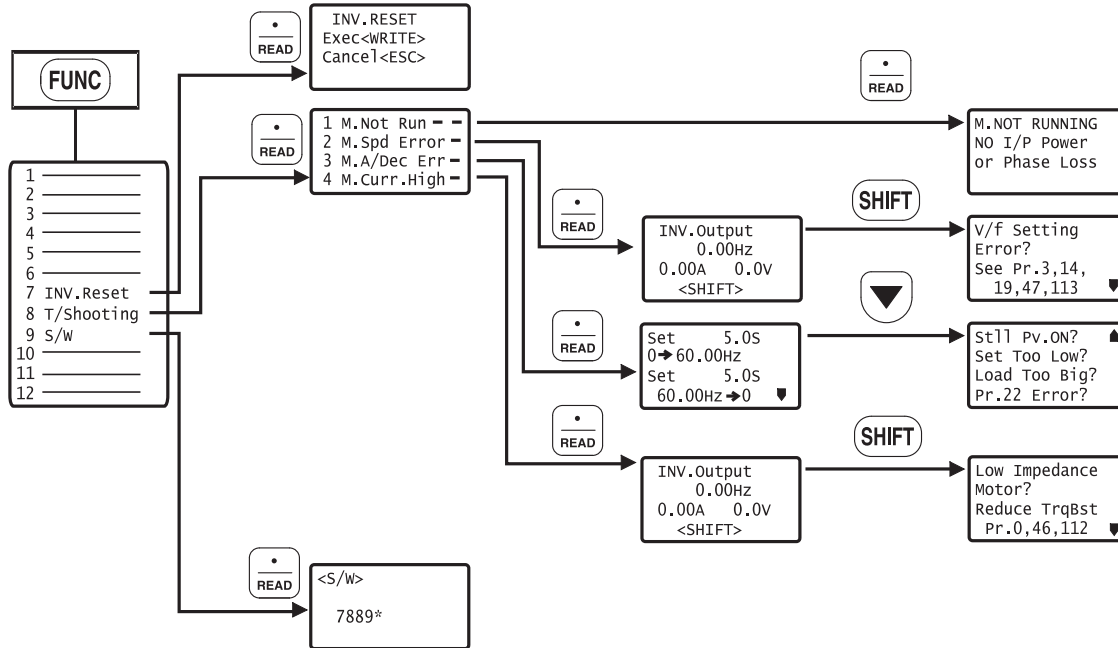 FUNC
1
2
3
4
5
6
7 INV.Reset
8 T/Shooting
9 S/W
10
11
12
READ
INV.RESET
Exec<WRITE>
Cancel<ESC>
READ
1 M.Not Run
2 M.Spd Error
3 M.A/Dec Err
4 M.Curr.High
READ
M.NOT RUNNING
NO I/P Power
or Phase Loss
READ
INV.Output
0.00Hz
0.00A 0.0V
<SHIFT>
SHIFT
V/f Setting
Error?
See Pr.3,14,
19,47,113
READ
Set 5.0S
0➔60.00Hz
Set 5.0S
60.00Hz➔0
Stll Pv.ON?
Set Too Low?
Load Too Big?
Pr.22 Error?
READ
INV.Output
0.00Hz
0.00A 0.0V
<SHIFT>
SHIFT
Low Impedance
Motor?
Reduce TrqBst
Pr.0,46,112
READ
<S/W>
7889*